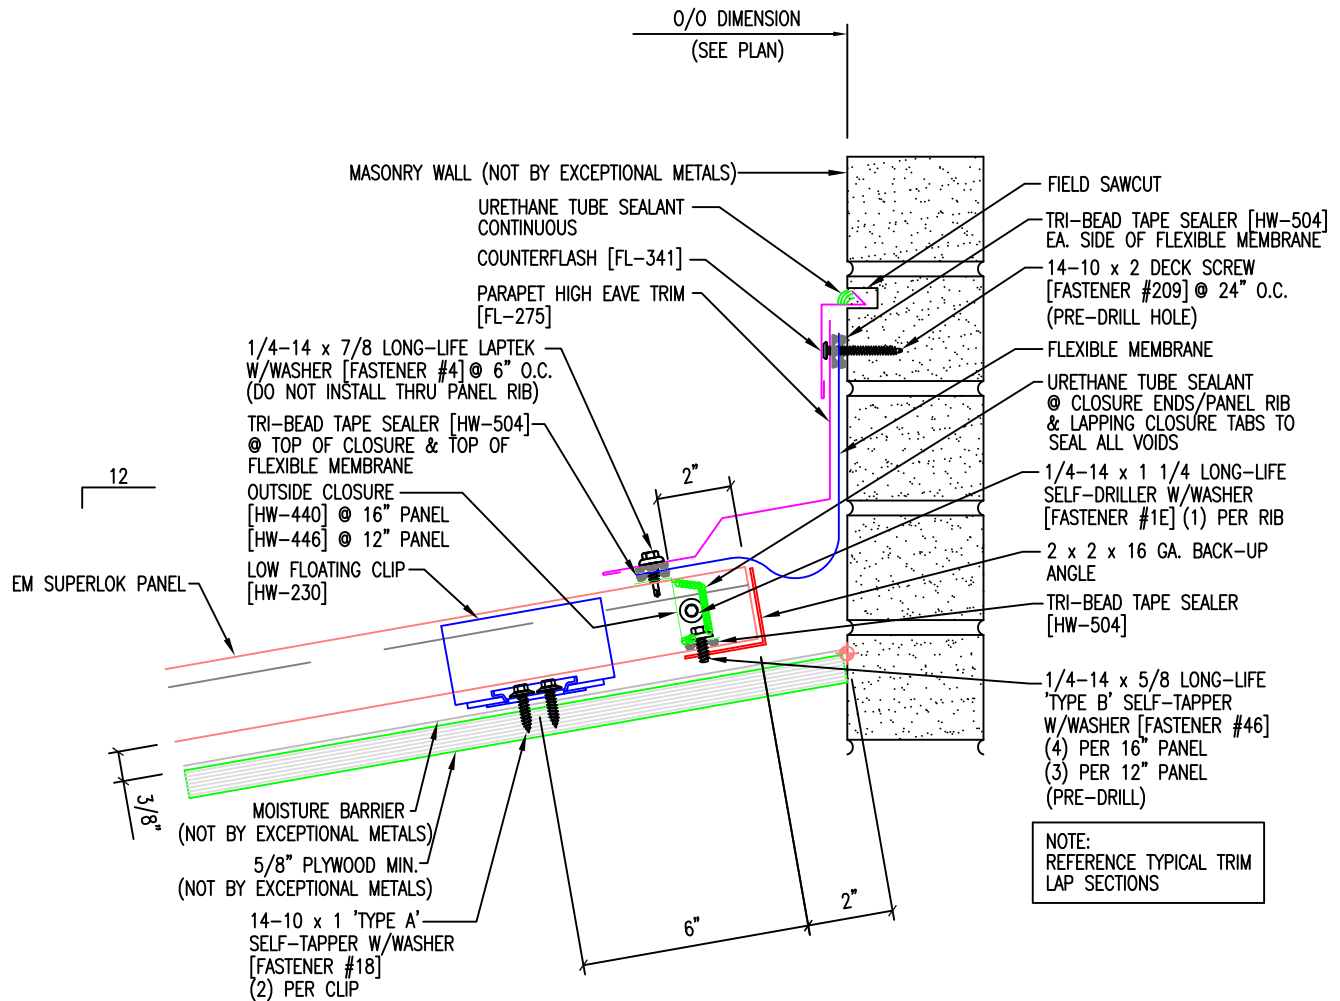 O/O DIMENSION
(SEE PLAN)
MASONRY WALL (NOT BY EXCEPTIONAL METALS)
URETHANE TUBE SEALANT
CONTINUOUS
COUNTERFLASH [FL-341]
PARAPET HIGH EAVE TRIM
[FL-275]
1/4-14 x 7/8 LONG-LIFE LAPTEK
W/WASHER [FASTENER #4] @ 6" O.C.
(DO NOT INSTALL THRU PANEL RIB)
TRI-BEAD TAPE SEALER [HW-504]
@ TOP OF CLOSURE & TOP OF
FLEXIBLE MEMBRANE
OUTSIDE CLOSURE
[HW-440] @ 16" PANEL
[HW-446] @ 12" PANEL
LOW FLOATING CLIP
[HW-230]
12
EM SUPERLOK PANEL
2"
FIELD SAWCUT
TRI-BEAD TAPE SEALER [HW-504]
EA. SIDE OF FLEXIBLE MEMBRANE
14-10 x 2 DECK SCREW
[FASTENER #209] @ 24" O.C.
(PRE-DRILL HOLE)
FLEXIBLE MEMBRANE
URETHANE TUBE SEALANT
@ CLOSURE ENDS/PANEL RIB
& LAPPING CLOSURE TABS TO
SEAL ALL VOIDS
1/4-14 x 1 1/4 LONG-LIFE
SELF-DRILLER W/WASHER
[FASTENER #1E] (1) PER RIB
2 x 2 x 16 GA. BACK-UP
ANGLE
TRI-BEAD TAPE SEALER
[HW-504]
1/4-14 x 5/8 LONG-LIFE
'TYPE B' SELF-TAPPER
W/WASHER [FASTENER #46]
(4) PER 16" PANEL
(3) PER 12" PANEL
(PRE-DRILL)
NOTE:
REFERENCE TYPICAL TRIM
LAP SECTIONS
3/8"
MOISTURE BARRIER
(NOT BY EXCEPTIONAL METALS)
5/8" PLYWOOD MIN.
(NOT BY EXCEPTIONAL METALS)
14-10 x 1 'TYPE A'
SELF-TAPPER W/WASHER
[FASTENER #18]
(2) PER CLIP
6"
2"